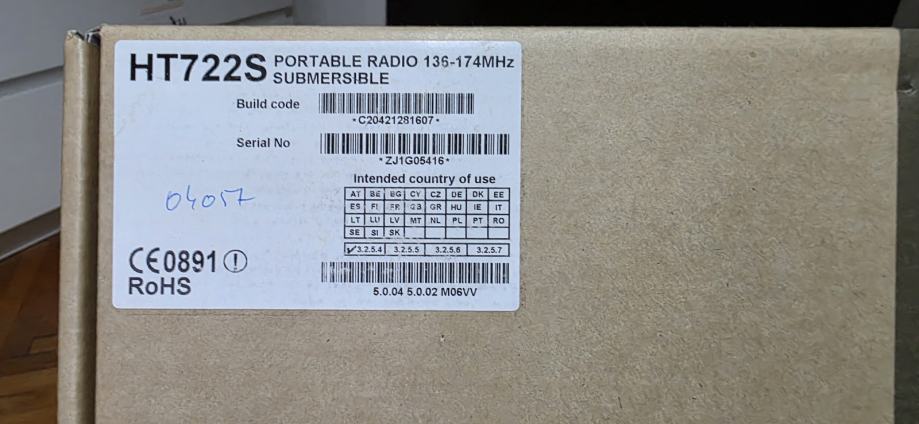 HT722S PORTABLE RADIO 136-174MHz
SUBMERSIBLE
Build code
*C20421281607*
Serial No
*ZJ1G05416*
Intended country of use
AT BE BG CY CZ DE DK EE
ES FI FR GB GR HU IE IT
LT LU LV MT NL PL PT RO
SE SI SK
✓3.2.5.4 3.2.5.5 3.2.5.6 3.2.5.7
04057
CE0891
RoHS
5.0.04 5.0.02 M06VV